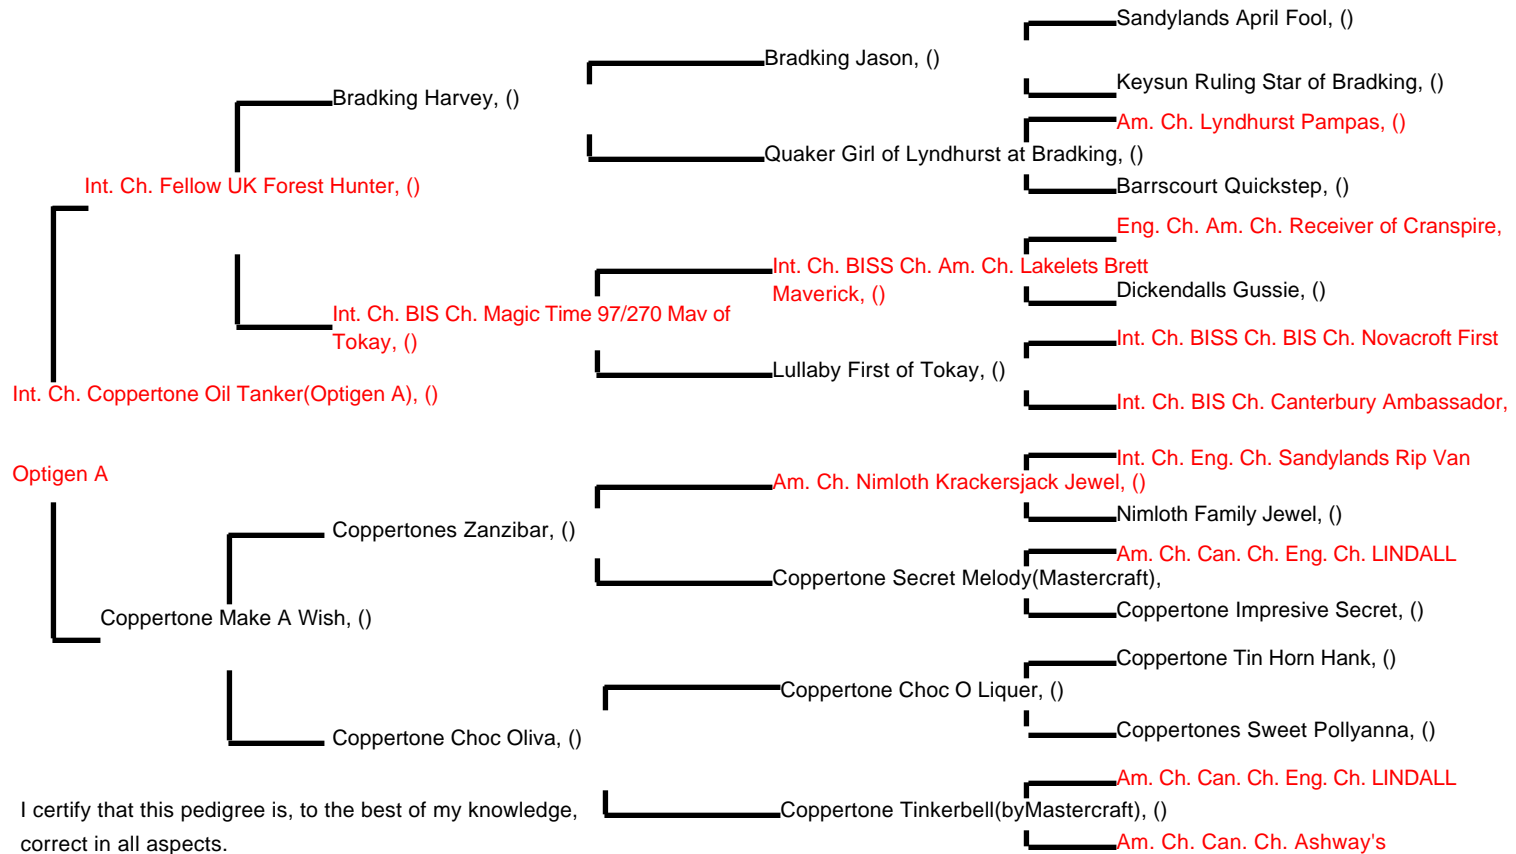 Sandylands April Fool, ()
Bradking Jason, ()
Keysun Ruling Star of Bradking, ()
Bradking Harvey, ()
Am. Ch. Lyndhurst Pampas, ()
Quaker Girl of Lyndhurst at Bradking, ()
Barrscourt Quickstep, ()
Int. Ch. Fellow UK Forest Hunter, ()
Eng. Ch. Am. Ch. Receiver of Cranspire,
Int. Ch. BISS Ch. Am. Ch. Lakelets Brett
Maverick, ()
Dickendalls Gussie, ()
Int. Ch. BIS Ch. Magic Time 97/270 Mav of
Tokay, ()
Int. Ch. BISS Ch. BIS Ch. Novacroft First
Lullaby First of Tokay, ()
Int. Ch. BIS Ch. Canterbury Ambassador,
Int. Ch. Coppertone Oil Tanker(Optigen A), ()
Optigen A
Int. Ch. Eng. Ch. Sandylands Rip Van
Am. Ch. Nimloth Krackersjack Jewel, ()
Nimloth Family Jewel, ()
Coppertones Zanzibar, ()
Am. Ch. Can. Ch. Eng. Ch. LINDALL
Coppertone Secret Melody(Mastercraft),
Coppertone Impresive Secret, ()
Coppertone Make A Wish, ()
Coppertone Tin Horn Hank, ()
Coppertone Choc O Liquer, ()
Coppertones Sweet Pollyanna, ()
Coppertone Choc Oliva, ()
Am. Ch. Can. Ch. Eng. Ch. LINDALL
Coppertone Tinkerbell(byMastercraft), ()
Am. Ch. Can. Ch. Ashway's
I certify that this pedigree is, to the best of my knowledge,
correct in all aspects.